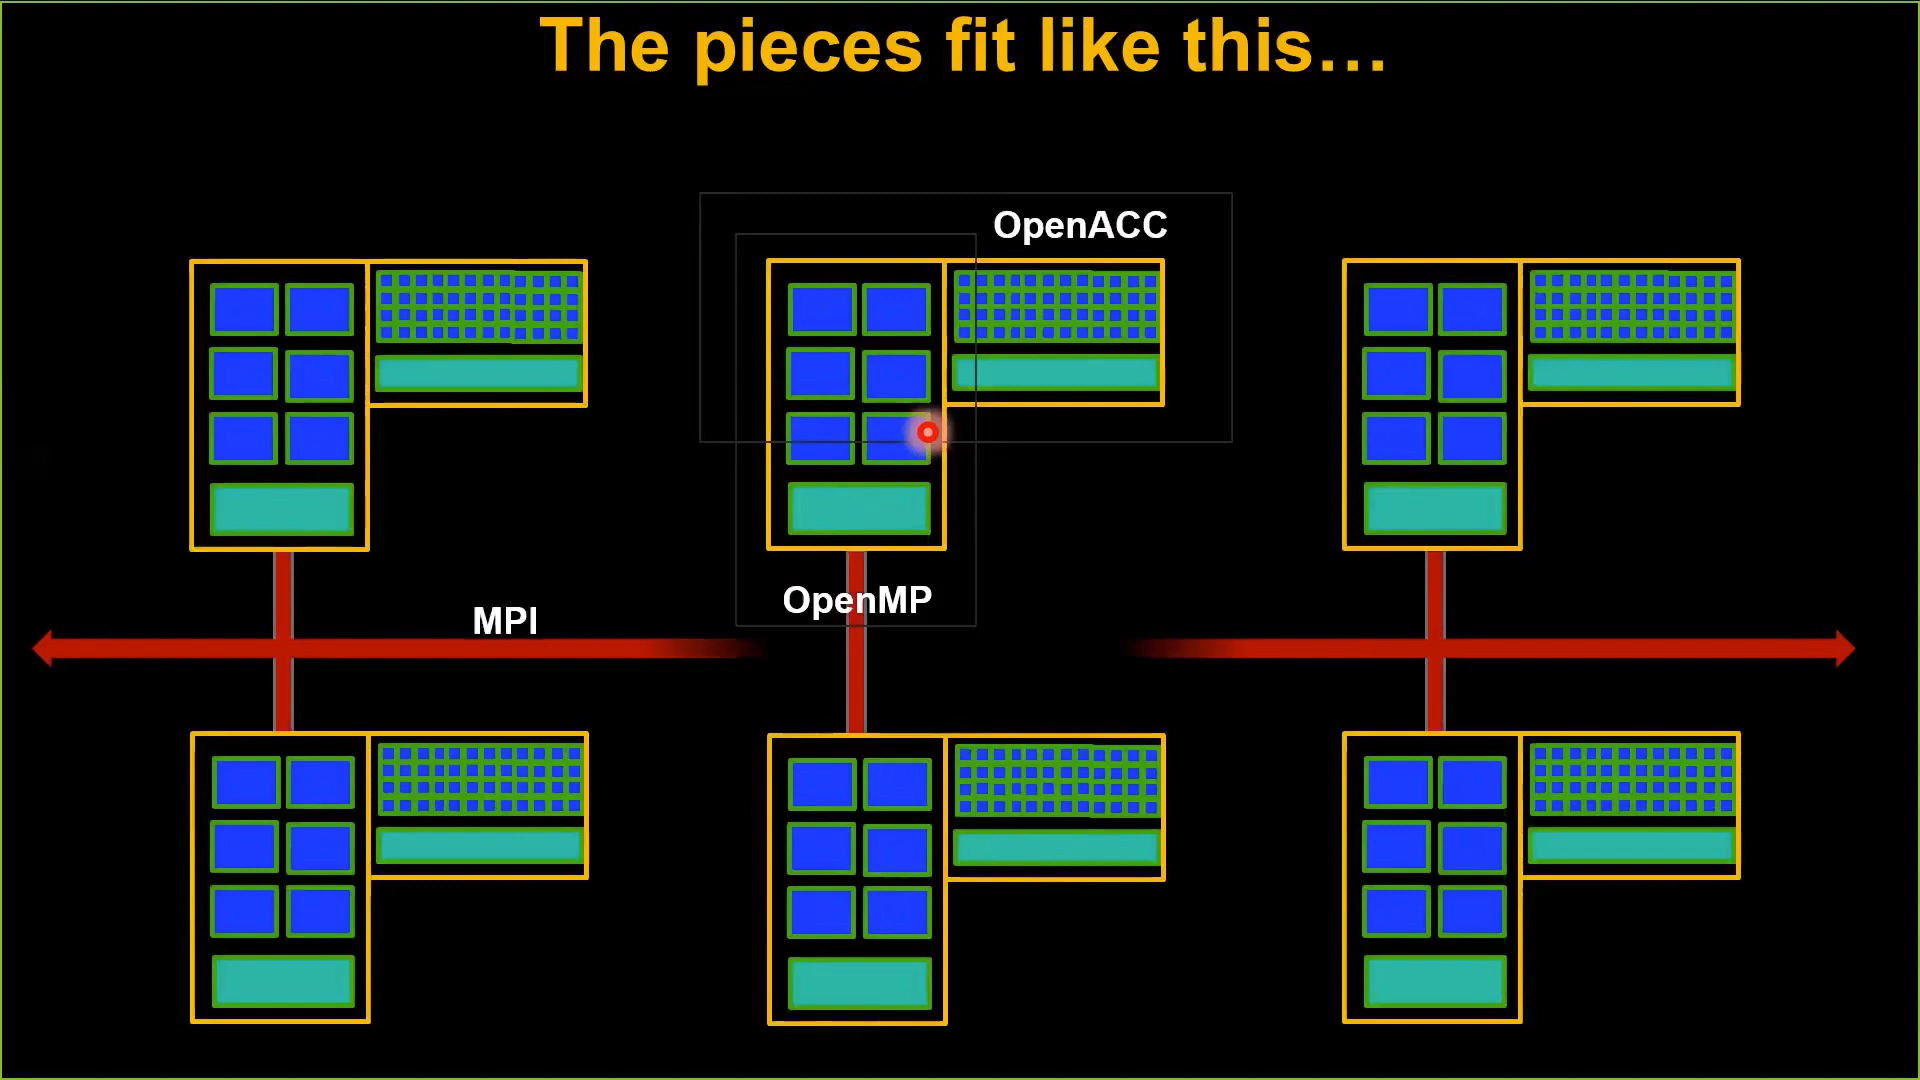 The pieces fit like this…
OpenACC
OpenMP
MPI